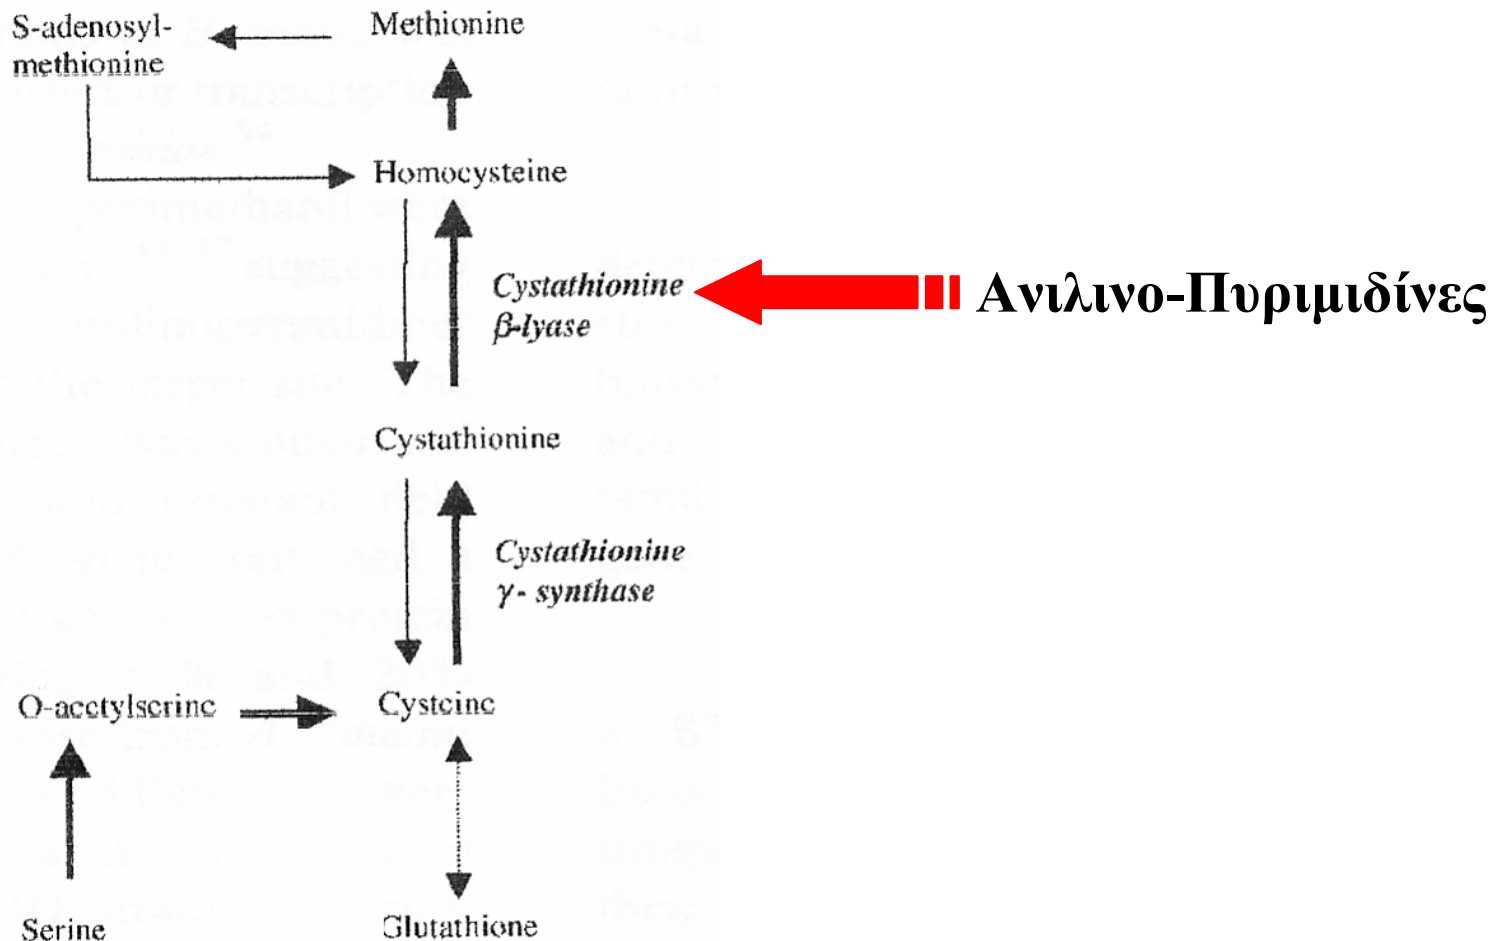 S-adenosyl-
methionine
Methionine
Homocysteine
Cystathionine
β-lyase
Ανιλινο-Πυριμιδίνες
Cystathionine
Cystathionine
γ- synthase
O-acetylserine
Cysteine
Serine
Glutathione